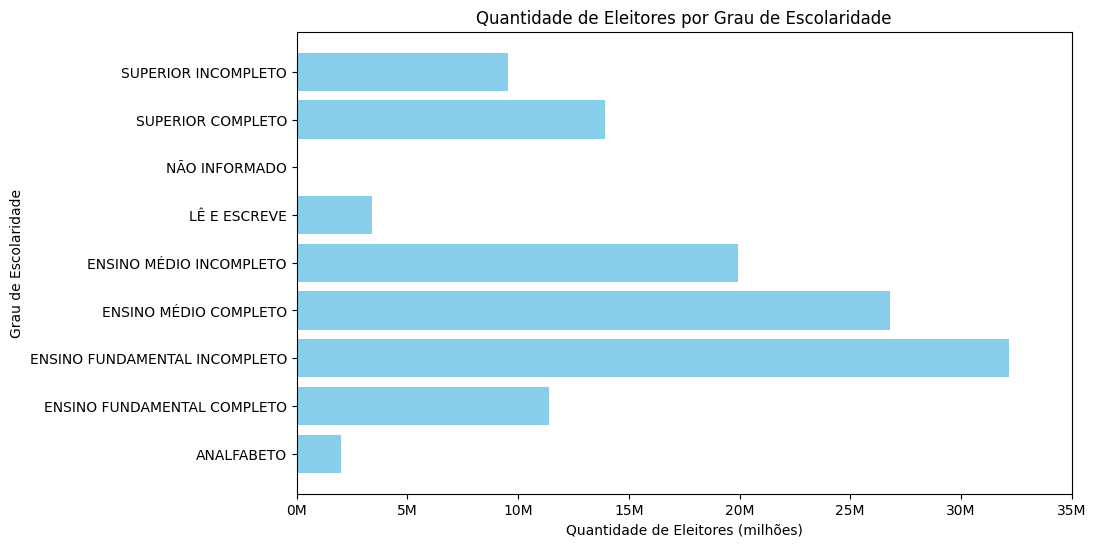 Quantidade de Eleitores por Grau de Escolaridade
SUPERIOR INCOMPLETO
SUPERIOR COMPLETO
NÃO INFORMADO
LÊ E ESCREVE
ENSINO MÉDIO INCOMPLETO
ENSINO MÉDIO COMPLETO
ENSINO FUNDAMENTAL INCOMPLETO
ENSINO FUNDAMENTAL COMPLETO
ANALFABETO
Grau de Escolaridade
0M 5M 10M 15M 20M 25M 30M 35M
Quantidade de Eleitores (milhões)